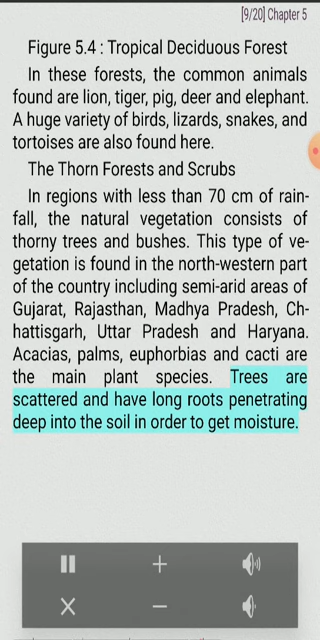 [9/20] Chapter 5
Figure 5.4 : Tropical Deciduous Forest
In these forests, the common animals
found are lion, tiger, pig, deer and elephant.
A huge variety of birds, lizards, snakes, and
tortoises are also found here.
The Thorn Forests and Scrubs
In regions with less than 70 cm of rain-
fall, the natural vegetation consists of
thorny trees and bushes. This type of ve-
getation is found in the north-western part
of the country including semi-arid areas of
Gujarat, Rajasthan, Madhya Pradesh, Ch-
hattisgarh, Uttar Pradesh and Haryana.
Acacias, palms, euphorbias and cacti are
the main plant species. Trees are
scattered and have long roots penetrating
deep into the soil in order to get moisture.